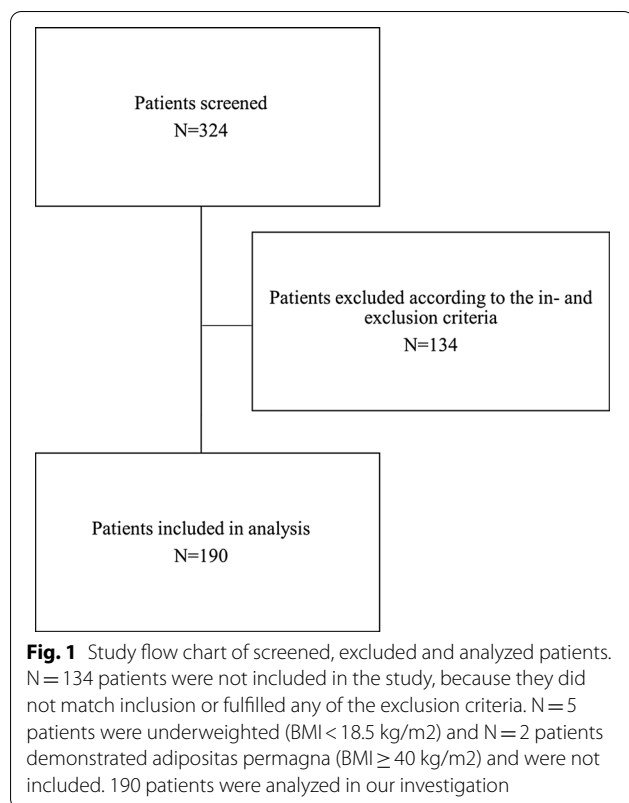 Patients screened
N=324
Patients excluded according to the in- and
exclusion criteria
N=134
Patients included in analysis
N=190
Fig. 1 Study flow chart of screened, excluded and analyzed patients.
N = 134 patients were not included in the study, because they did
not match inclusion or fulfilled any of the exclusion criteria. N = 5
patients were underweighted (BMI < 18.5 kg/m2) and N = 2 patients
demonstrated adipositas permagna (BMI ≥ 40 kg/m2) and were not
included. 190 patients were analyzed in our investigation